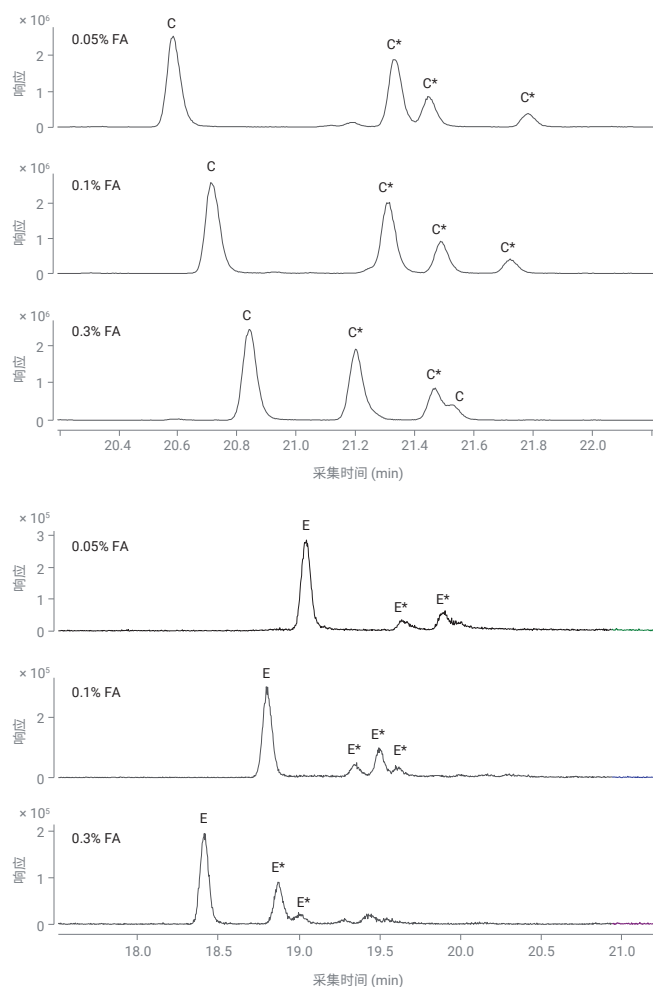 × 10⁶
C
0.05% FA
C*
C*
C*
2
1
0
响应
× 10⁶
C
0.1% FA
C*
C*
C*
2
1
0
响应
× 10⁶
C
0.3% FA
C*
C*
C
2
1
0
响应
20.4 20.6 20.8 21.0 21.2 21.4 21.6 21.8 22.0
采集时间 (min)
× 10⁵
E
0.05% FA
E*
E*
3
2
1
0
响应
× 10⁵
E
0.1% FA
E*
E*
E*
2
0
响应
× 10⁵
E
0.3% FA
E*
E*
2
1
0
响应
18.0 18.5 19.0 19.5 20.0 20.5 21.0
采集时间 (min)